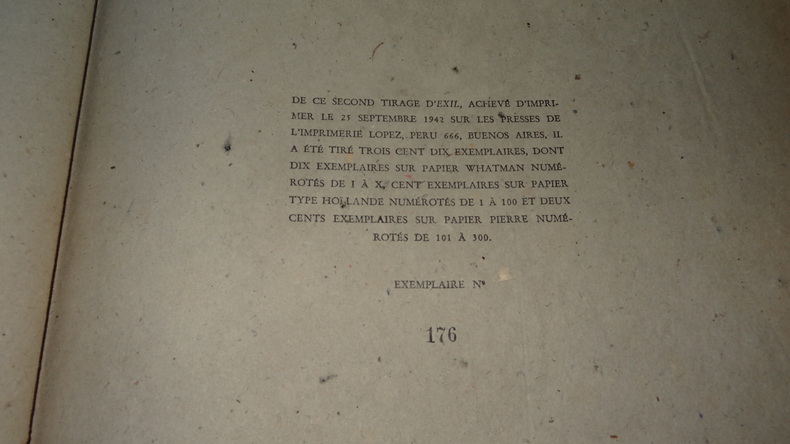 DE CE SECOND TIRAGE D'EXIL, ACHEVÉ D'IMPRI-
MER LE 25 SEPTEMBRE 1942 SUR LES PRESSES DE
L'IMPRIMERIE LOPEZ, PERU 666, BUENOS AIRES, IL
A ÉTÉ TIRÉ TROIS CENT DIX EXEMPLAIRES, DONT
DIX EXEMPLAIRES SUR PAPIER WHATMAN NUMÉ-
ROTÉS DE I À X, CENT EXEMPLAIRES SUR PAPIER
TYPE HOLLANDE NUMÉROTÉS DE 1 À 100 ET DEUX
CENTS EXEMPLAIRES SUR PAPIER PIERRE NUMÉ-
ROTÉS DE 101 À 300.
EXEMPLAIRE Nº
176